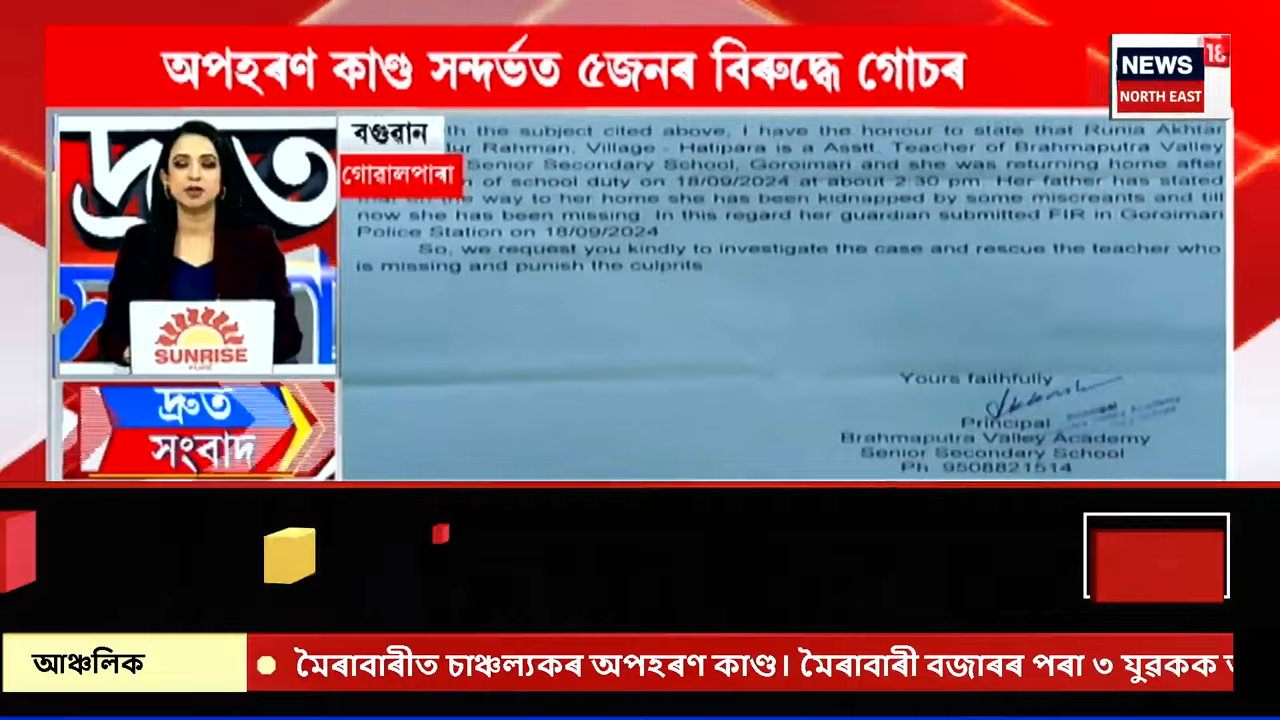 অপহৰণ কাণ্ড সন্দৰ্ভত ৫জনৰ বিৰুদ্ধে গোচৰ
NEWS 18
NORTH EAST
দ্ৰুত
SUNRISE
PURE
দ্ৰুত
সংবাদ
বগুৱান
গোৱালপাৰা
th the subject cited above, I have the honour to state that Runia Akhtar
ur Rahman, Village - Hatipara is a Asstt. Teacher of Brahmaputra Valley
Senior Secondary School, Goroimari and she was returning home after
of school duty on 18/09/2024 at about 2:30 pm. Her father has stated
the way to her home she has been kidnapped by some miscreants and till
now she has been missing. In this regard her guardian submitted FIR in Goroimari
Police Station on 18/09/2024
So, we request you kindly to investigate the case and rescue the teacher who
is missing and punish the culprits
Yours faithfully
Principal
Brahmaputra Valley Academy
Senior Secondary School
Ph 9508821514
আঞ্চলিক
মৈৰাবাৰীত চাঞ্চল্যকৰ অপহৰণ কাণ্ড। মৈৰাবাৰী বজাৰৰ পৰা ৩ যুৱকক